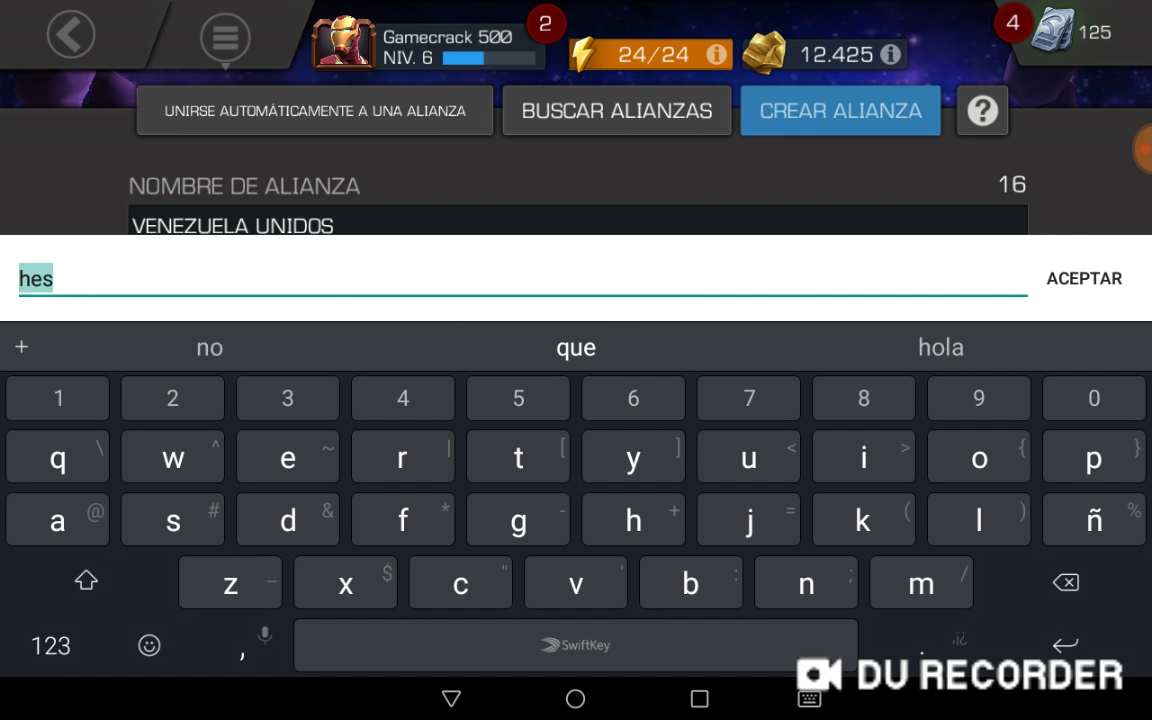 Gamecrack 500
2
4
125
NIV. 6
24/24
12.425
UNIRSE AUTOMÁTICAMENTE A UNA ALIANZA
BUSCAR ALIANZAS
CREAR ALIANZA
?
NOMBRE DE ALIANZA
16
VENEZUELA UNIDOS
hes
ACEPTAR
+ no que hola
1 2 3 4 5 6 7 8 9 0
q \ w ^ e ~ r | t [ y ] u < i > o { p }
a @ s # d & f * g - h + j = k ( l ) ñ %
z _ x $ c " v ' b : n ; m /
123 , SwiftKey . ,¡¿
DU RECORDER